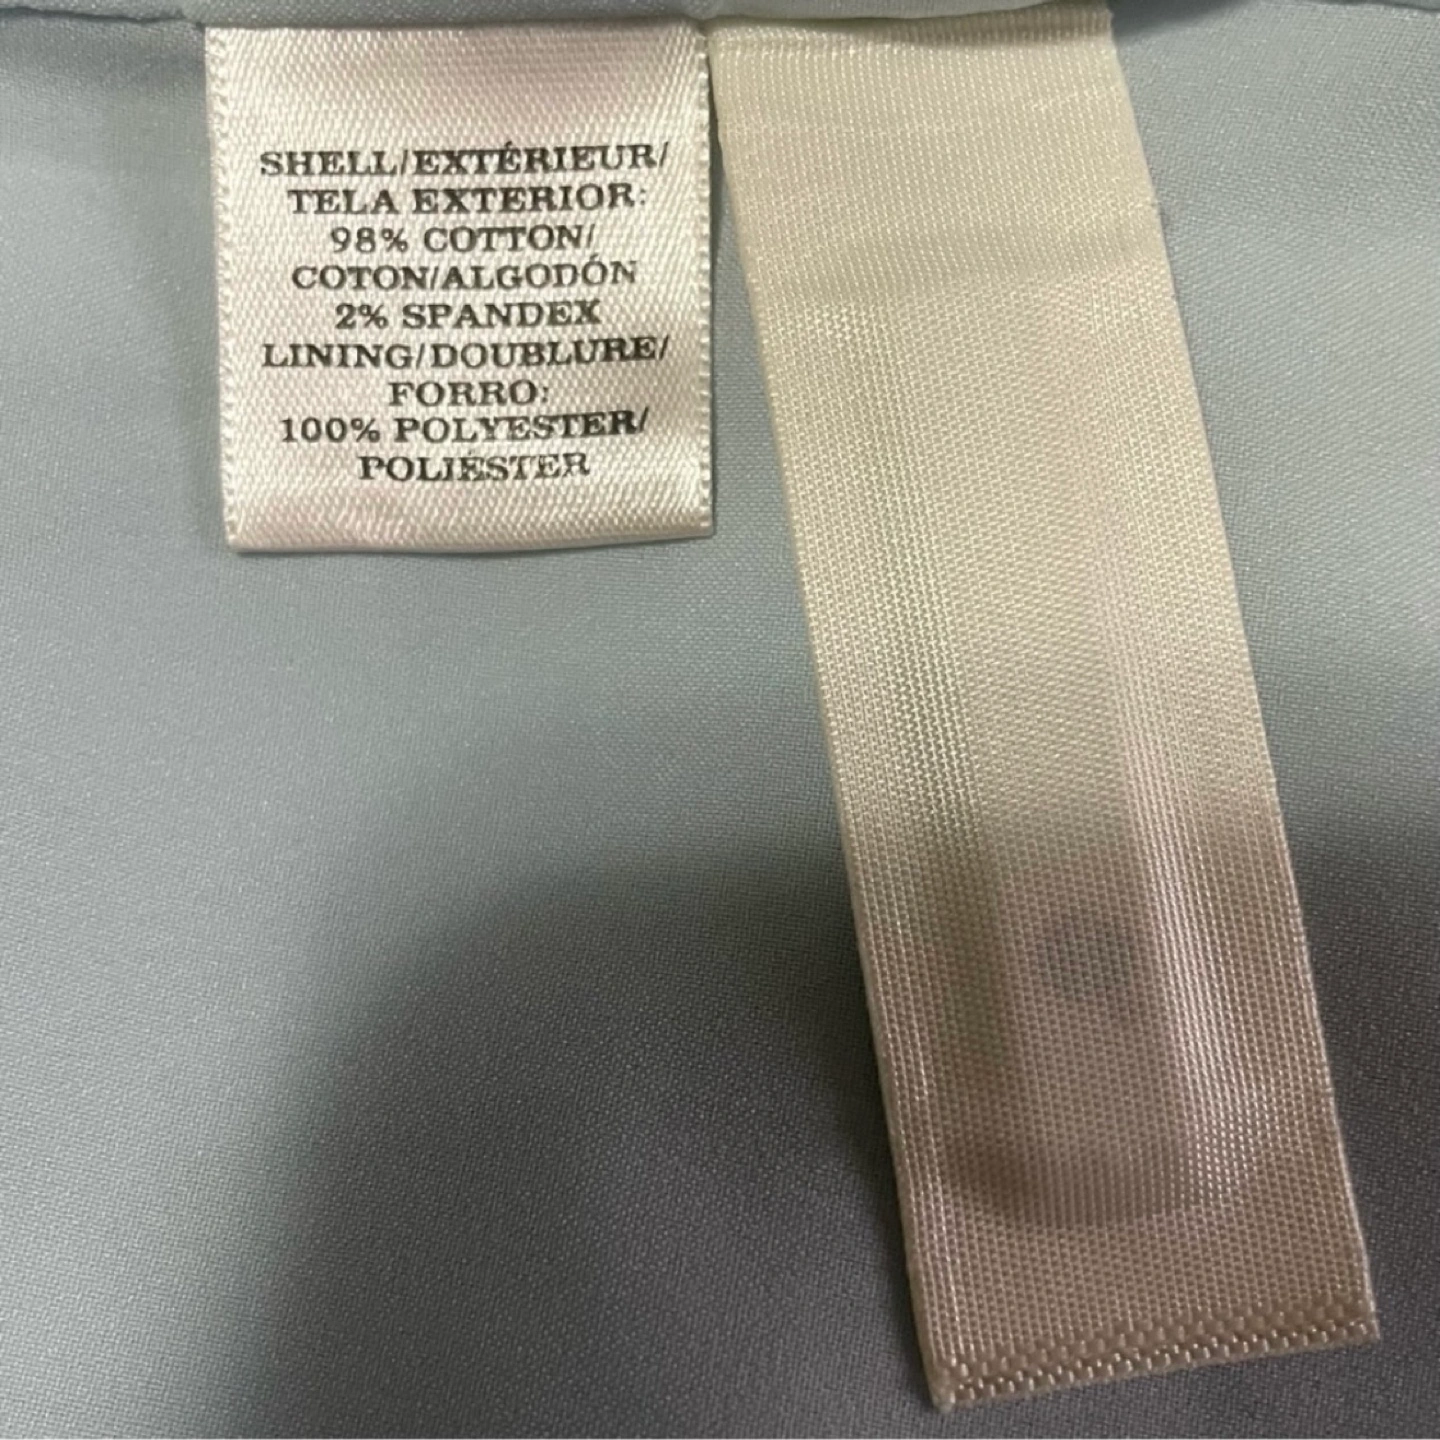 SHELL/EXTÉRIEUR/
TELA EXTERIOR:
98% COTTON/
COTON/ALGODÓN
2% SPANDEX
LINING/DOUBLURE/
FORRO:
100% POLYESTER/
POLIÉSTER